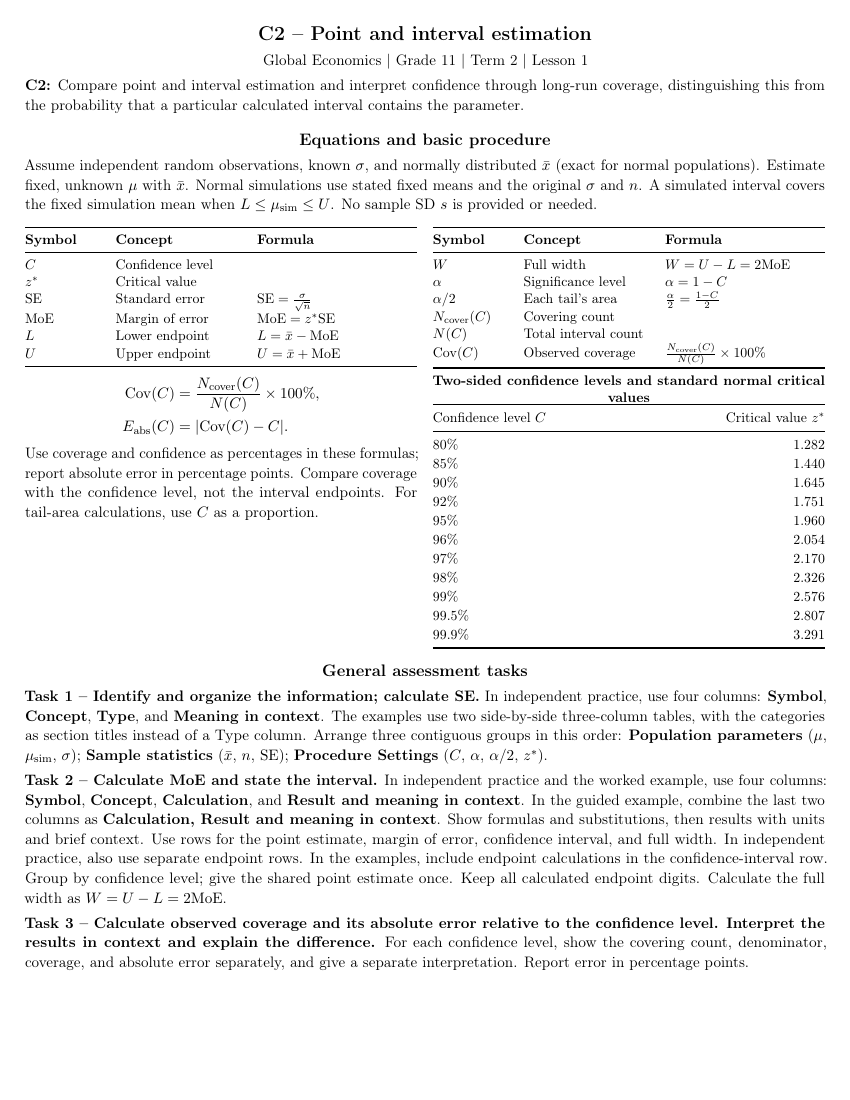 C2 – Point and interval estimation
Global Economics | Grade 11 | Term 2 | Lesson 1
C2: Compare point and interval estimation and interpret confidence through long-run coverage, distinguishing this from
the probability that a particular calculated interval contains the parameter.
Equations and basic procedure
Assume independent random observations, known σ, and normally distributed x̄ (exact for normal populations). Estimate
fixed, unknown μ with x̄. Normal simulations use stated fixed means and the original σ and n. A simulated interval covers
the fixed simulation mean when L ≤ μ_sim ≤ U. No sample SD s is provided or needed.
Symbol Concept Formula
C Confidence level
z* Critical value
SE Standard error SE = σ/√n
MoE Margin of error MoE = z*SE
L Lower endpoint L = x̄ − MoE
U Upper endpoint U = x̄ + MoE
Cov(C) = N_cover(C)/N(C) × 100%,
E_abs(C) = |Cov(C) − C|.
Use coverage and confidence as percentages in these formulas;
report absolute error in percentage points. Compare coverage
with the confidence level, not the interval endpoints. For
tail-area calculations, use C as a proportion.
Symbol Concept Formula
W Full width W = U − L = 2MoE
α Significance level α = 1 − C
α/2 Each tail's area α/2 = (1−C)/2
N_cover(C) Covering count
N(C) Total interval count
Cov(C) Observed coverage N_cover(C)/N(C) × 100%
Two-sided confidence levels and standard normal critical
values
Confidence level C Critical value z*
80% 1.282
85% 1.440
90% 1.645
92% 1.751
95% 1.960
96% 2.054
97% 2.170
98% 2.326
99% 2.576
99.5% 2.807
99.9% 3.291
General assessment tasks
Task 1 – Identify and organize the information; calculate SE. In independent practice, use four columns: Symbol,
Concept, Type, and Meaning in context. The examples use two side-by-side three-column tables, with the categories
as section titles instead of a Type column. Arrange three contiguous groups in this order: Population parameters (μ,
μ_sim, σ); Sample statistics (x̄, n, SE); Procedure Settings (C, α, α/2, z*).
Task 2 – Calculate MoE and state the interval. In independent practice and the worked example, use four columns:
Symbol, Concept, Calculation, and Result and meaning in context. In the guided example, combine the last two
columns as Calculation, Result and meaning in context. Show formulas and substitutions, then results with units
and brief context. Use rows for the point estimate, margin of error, confidence interval, and full width. In independent
practice, also use separate endpoint rows. In the examples, include endpoint calculations in the confidence-interval row.
Group by confidence level; give the shared point estimate once. Keep all calculated endpoint digits. Calculate the full
width as W = U − L = 2MoE.
Task 3 – Calculate observed coverage and its absolute error relative to the confidence level. Interpret the
results in context and explain the difference. For each confidence level, show the covering count, denominator,
coverage, and absolute error separately, and give a separate interpretation. Report error in percentage points.